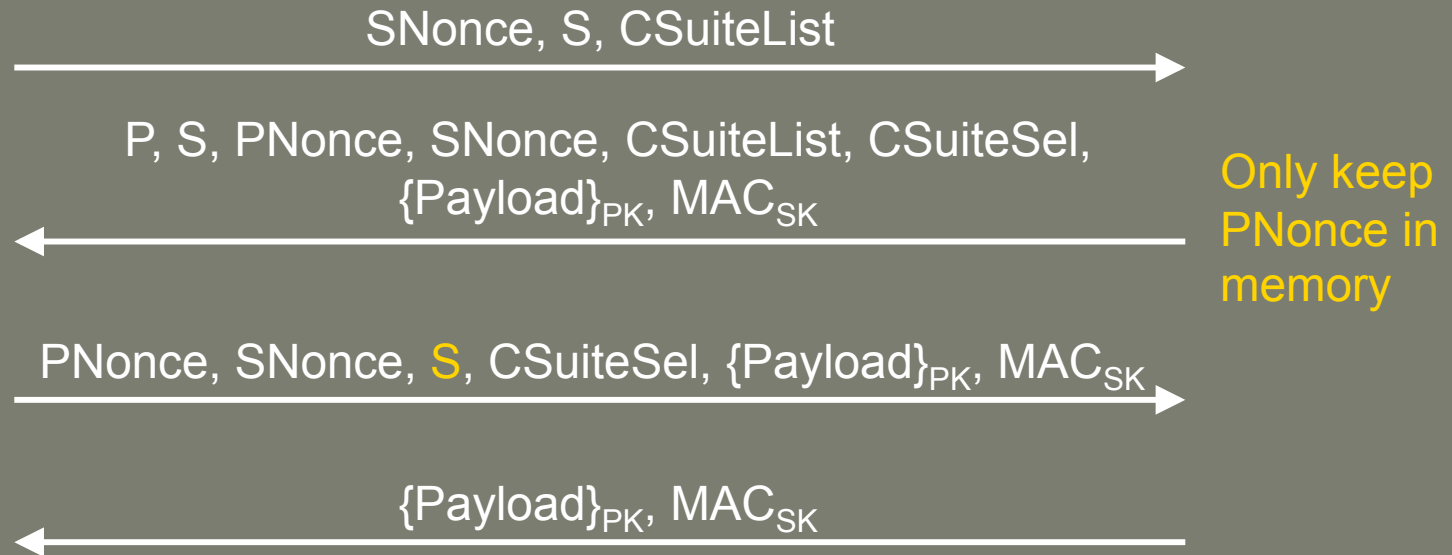 SNonce, S, CSuiteList
P, S, PNonce, SNonce, CSuiteList, CSuiteSel,
{Payload}PK, MACSK
Only keep
PNonce in
memory
PNonce, SNonce, S, CSuiteSel, {Payload}PK, MACSK
{Payload}PK, MACSK